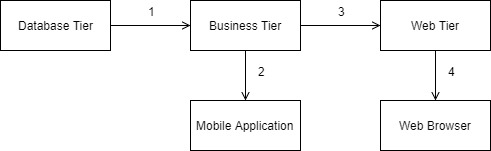 1
3
Database Tier
Business Tier
Web Tier
2
4
Mobile Application
Web Browser